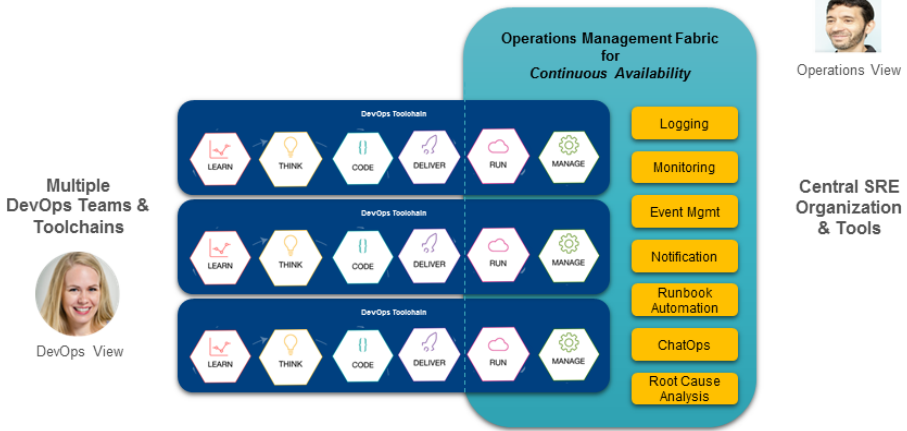 Operations Management Fabric
for
Continuous Availability
Operations View
DevOps Toolchain
LEARN
THINK
CODE
DELIVER
RUN
MANAGE
DevOps Toolchain
LEARN
THINK
CODE
DELIVER
RUN
MANAGE
DevOps Toolchain
LEARN
THINK
CODE
DELIVER
RUN
MANAGE
Multiple
DevOps Teams &
Toolchains
DevOps View
Logging
Monitoring
Event Mgmt
Notification
Runbook
Automation
ChatOps
Root Cause
Analysis
Central SRE
Organization
& Tools